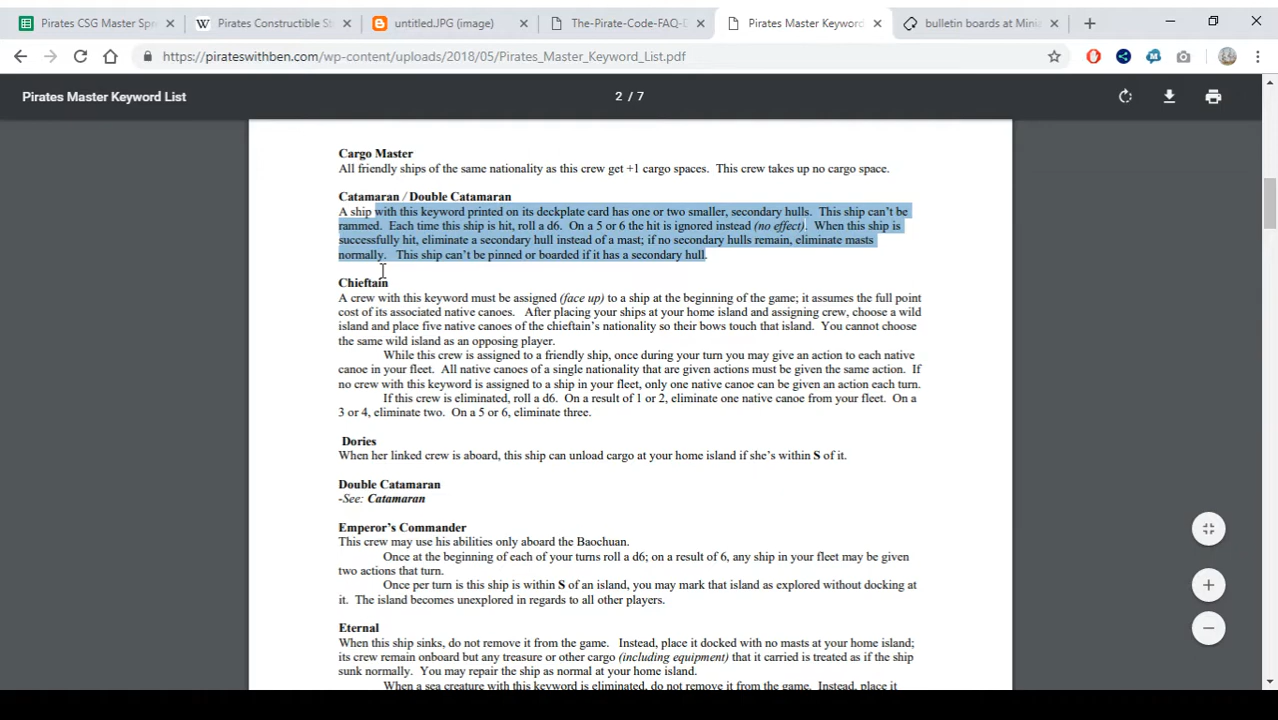 Pirates CSG Master Spr
Pirates Constructible St
untitled.JPG (image)
The-Pirate-Code-FAQ-
Pirates Master Keyword
bulletin boards at Minia
https://pirateswithben.com/wp-content/uploads/2018/05/Pirates_Master_Keyword_List.pdf
Pirates Master Keyword List
2 / 7
Cargo Master
All friendly ships of the same nationality as this crew get +1 cargo spaces. This crew takes up no cargo space.
Catamaran / Double Catamaran
A ship with this keyword printed on its deckplate card has one or two smaller, secondary hulls. This ship can't be
rammed. Each time this ship is hit, roll a d6. On a 5 or 6 the hit is ignored instead (no effect). When this ship is
successfully hit, eliminate a secondary hull instead of a mast; if no secondary hulls remain, eliminate masts
normally. This ship can't be pinned or boarded if it has a secondary hull.
Chieftain
A crew with this keyword must be assigned (face up) to a ship at the beginning of the game; it assumes the full point
cost of its associated native canoes. After placing your ships at your home island and assigning crew, choose a wild
island and place five native canoes of the chieftain's nationality so their bows touch that island. You cannot choose
the same wild island as an opposing player.
While this crew is assigned to a friendly ship, once during your turn you may give an action to each native
canoe in your fleet. All native canoes of a single nationality that are given actions must be given the same action. If
no crew with this keyword is assigned to a ship in your fleet, only one native canoe can be given an action each turn.
If this crew is eliminated, roll a d6. On a result of 1 or 2, eliminate one native canoe from your fleet. On a
3 or 4, eliminate two. On a 5 or 6, eliminate three.
Dories
When her linked crew is aboard, this ship can unload cargo at your home island if she's within S of it.
Double Catamaran
-See: Catamaran
Emperor's Commander
This crew may use his abilities only aboard the Baochuan.
Once at the beginning of each of your turns roll a d6; on a result of 6, any ship in your fleet may be given
two actions that turn.
Once per turn is this ship is within S of an island, you may mark that island as explored without docking at
it. The island becomes unexplored in regards to all other players.
Eternal
When this ship sinks, do not remove it from the game. Instead, place it docked with no masts at your home island;
its crew remain onboard but any treasure or other cargo (including equipment) that it carried is treated as if the ship
sunk normally. You may repair the ship as normal at your home island.
When a sea creature with this keyword is eliminated, do not remove it from the game. Instead, place it